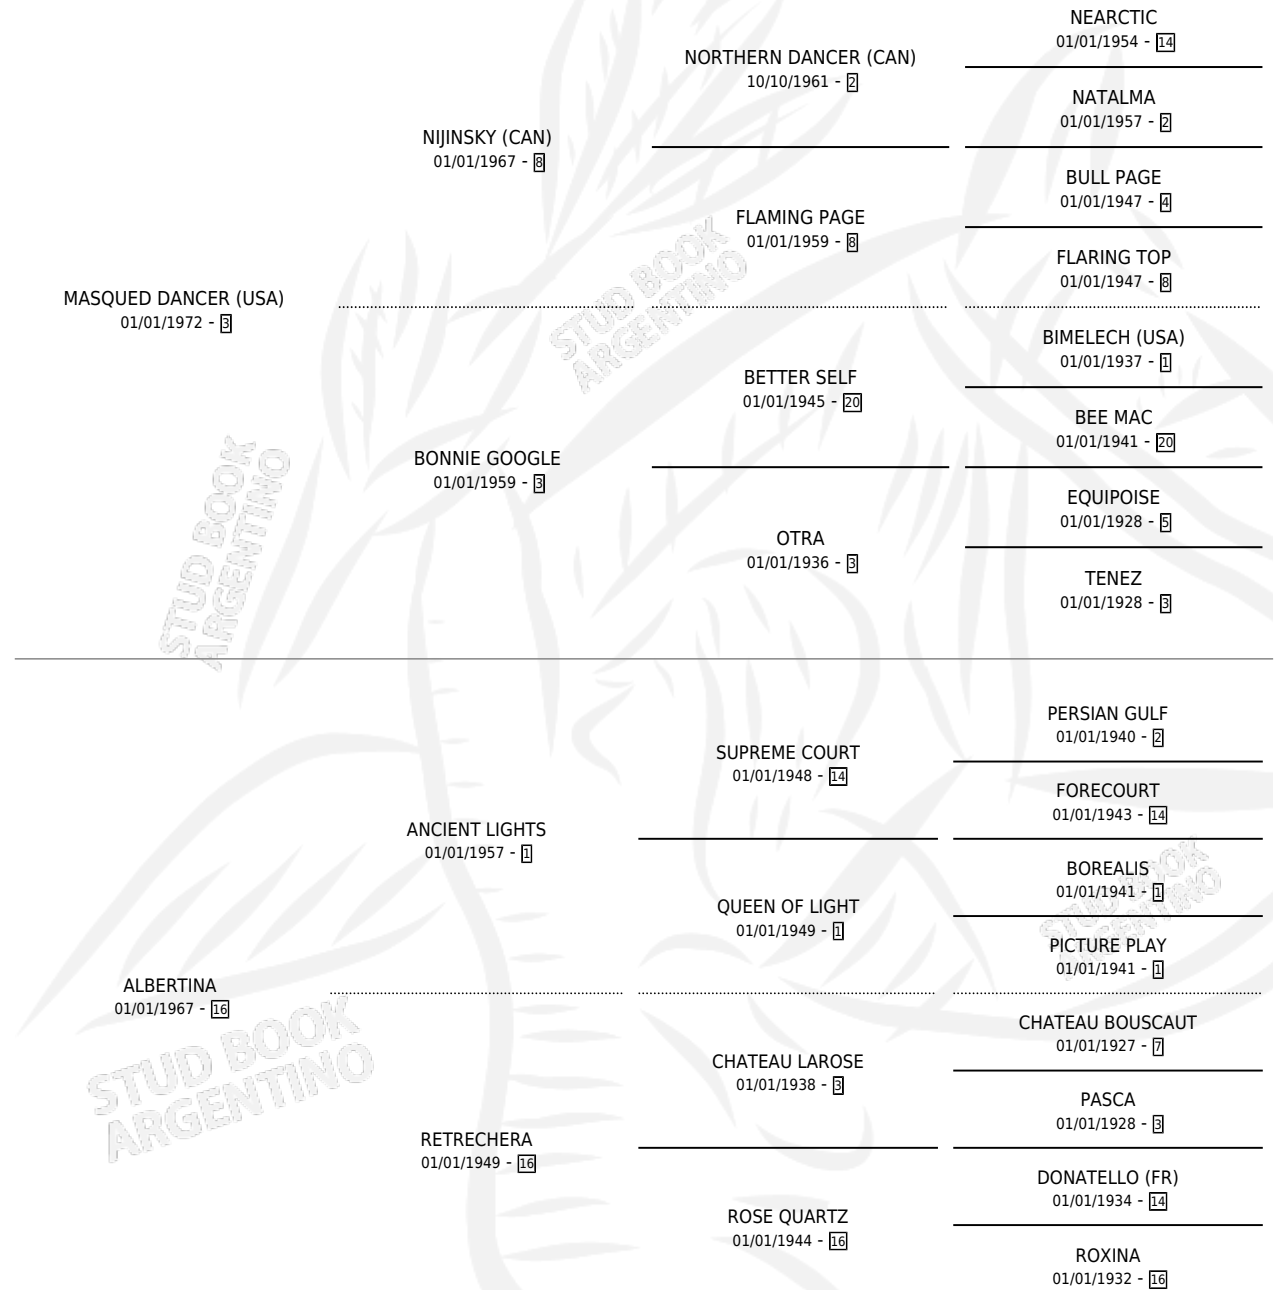 NEARCTIC
01/01/1954 - 14
NORTHERN DANCER (CAN)
10/10/1961 - 2
NATALMA
01/01/1957 - 2
NIJINSKY (CAN)
01/01/1967 - 8
BULL PAGE
01/01/1947 - 4
FLAMING PAGE
01/01/1959 - 8
FLARING TOP
01/01/1947 - 8
MASQUED DANCER (USA)
01/01/1972 - 3
BIMELECH (USA)
01/01/1937 - 1
BETTER SELF
01/01/1945 - 20
BEE MAC
01/01/1941 - 20
BONNIE GOOGLE
01/01/1959 - 3
EQUIPOISE
01/01/1928 - 5
OTRA
01/01/1936 - 3
TENEZ
01/01/1928 - 3
PERSIAN GULF
01/01/1940 - 2
SUPREME COURT
01/01/1948 - 14
FORECOURT
01/01/1943 - 14
ANCIENT LIGHTS
01/01/1957 - 1
BOREALIS
01/01/1941 - 1
QUEEN OF LIGHT
01/01/1949 - 1
PICTURE PLAY
01/01/1941 - 1
ALBERTINA
01/01/1967 - 16
CHATEAU BOUSCAUT
01/01/1927 - 7
CHATEAU LAROSE
01/01/1938 - 3
PASCA
01/01/1928 - 3
RETRECHERA
01/01/1949 - 16
DONATELLO (FR)
01/01/1934 - 14
ROSE QUARTZ
01/01/1944 - 16
ROXINA
01/01/1932 - 16
STUD BOOK
ARGENTINO
STUD BOOK
ARGENTINO
STUD BOOK
ARGENTINO
STUD BOOK
ARGENTINO